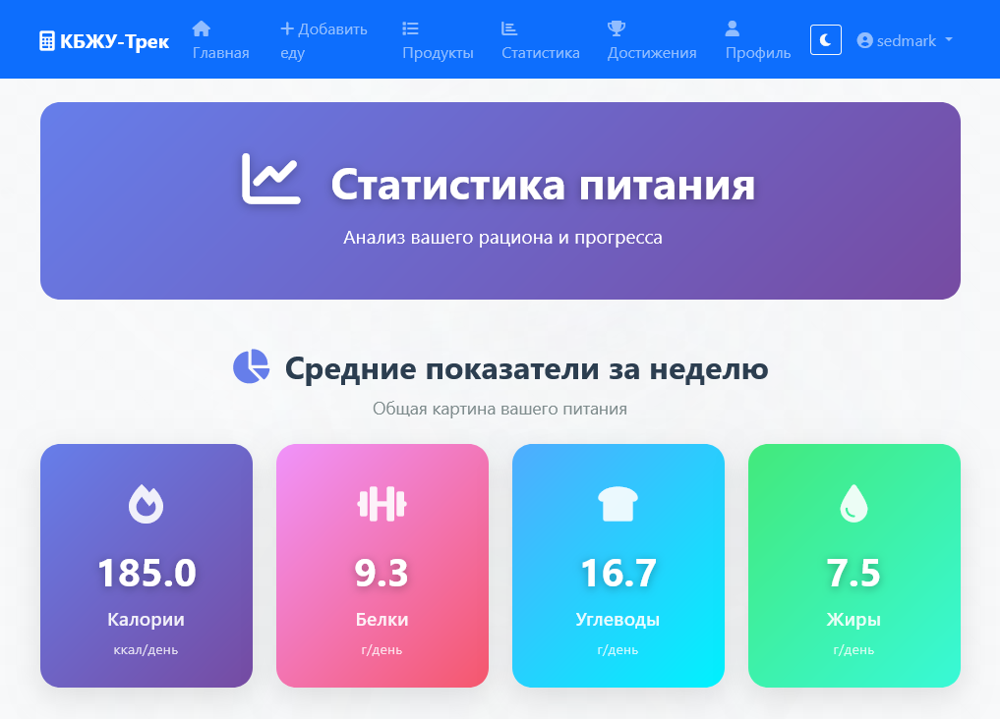 КБЖУ-Трек
Главная
Добавить
еду
Продукты
Статистика
Достижения
Профиль
sedmark
Статистика питания
Анализ вашего рациона и прогресса
Средние показатели за неделю
Общая картина вашего питания
185.0
Калории
ккал/день
9.3
Белки
г/день
16.7
Углеводы
г/день
7.5
Жиры
г/день